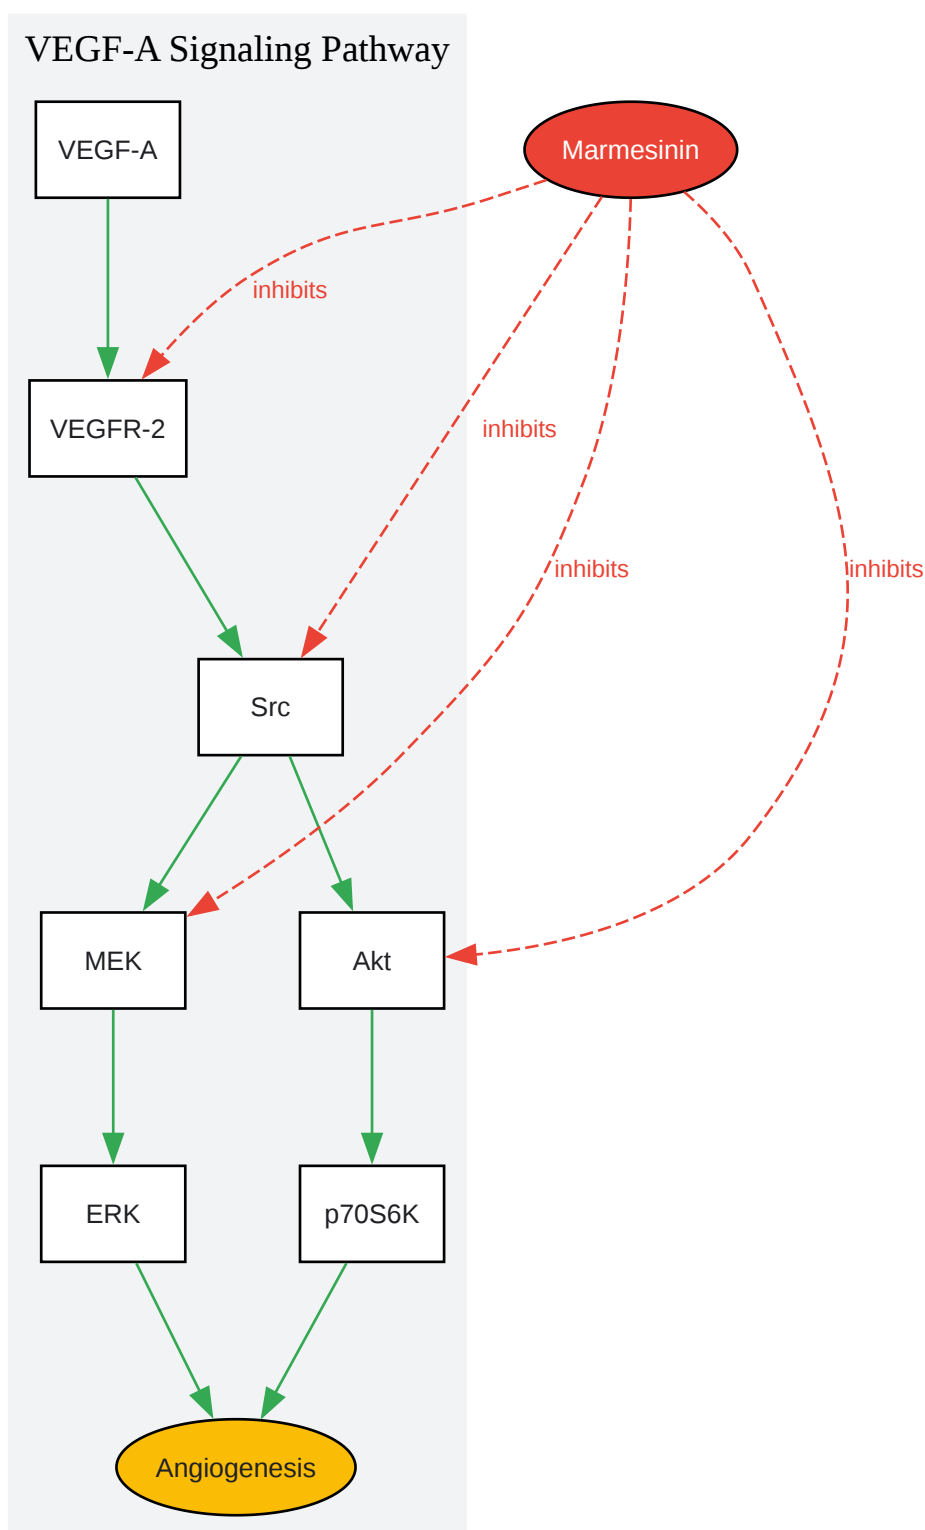 VEGF-A Signaling Pathway
VEGF-A
Marmesinin
inhibits
VEGFR-2
inhibits
inhibits
inhibits
Src
MEK
Akt
ERK
p70S6K
Angiogenesis